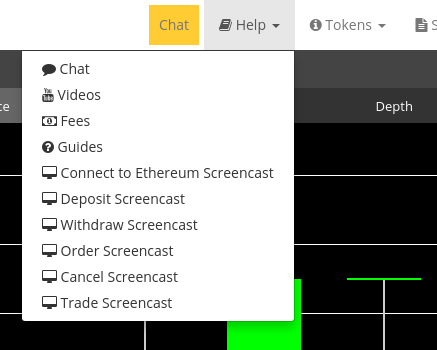 Chat Help Tokens S
Chat
Videos
ce Depth
Fees
Guides
Connect to Ethereum Screencast
Deposit Screencast
Withdraw Screencast
Order Screencast
Cancel Screencast
Trade Screencast